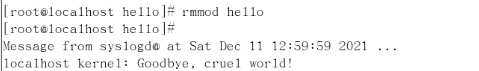 [root@localhost hello]# rmmod hello
[root@localhost hello]#
Message from syslogd@ at Sat Dec 11 12:59:59 2021 ...
localhost kernel: Goodbye, cruel world!